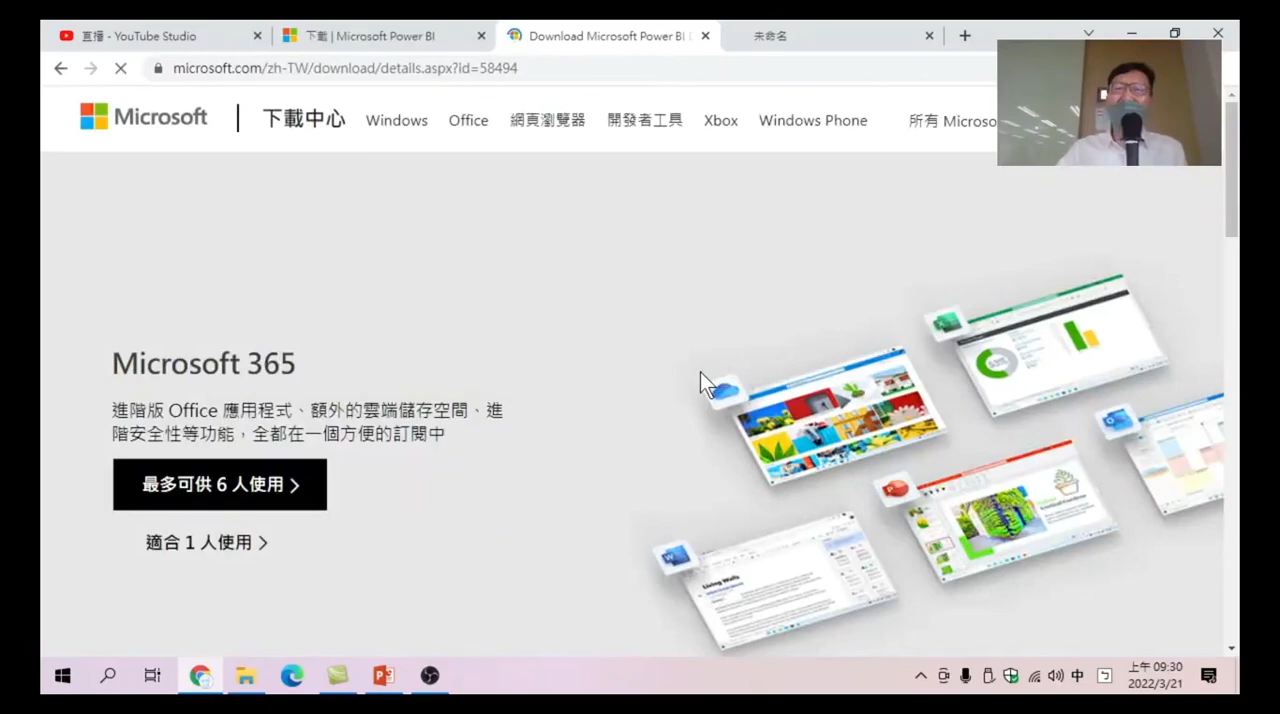 直播 - YouTube Studio
下載 | Microsoft Power BI
Download Microsoft Power BI
未命名
microsoft.com/zh-TW/download/details.aspx?id=58494
Microsoft
下載中心
Windows
Office
網頁瀏覽器
開發者工具
Xbox
Windows Phone
所有 Microso
Microsoft 365
進階版 Office 應用程式、額外的雲端儲存空間、進
階安全性等功能，全都在一個方便的訂閱中
最多可供 6 人使用
適合 1 人使用
Living Walls
中
上午 09:30
2022/3/21